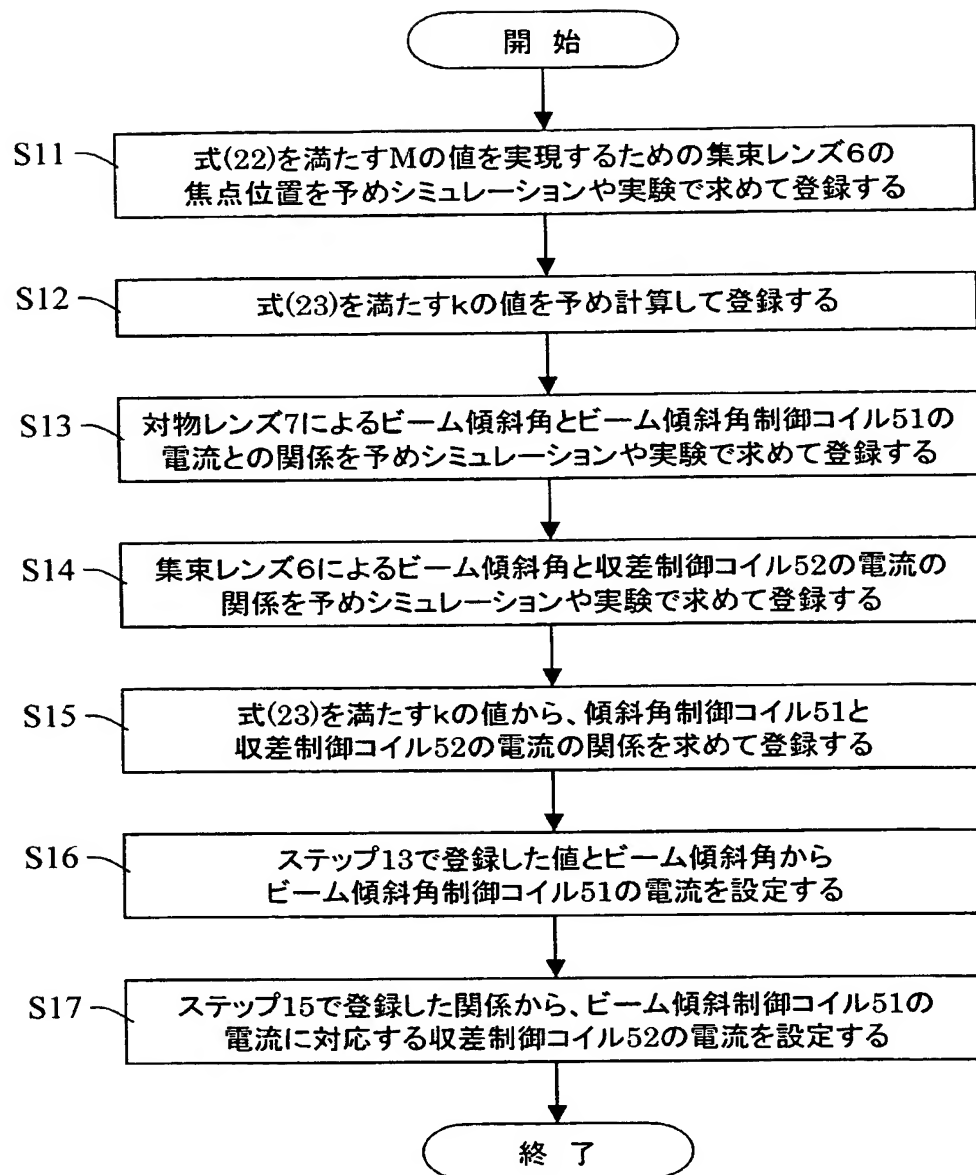 開 始
S11
式(22)を満たすMの値を実現するための集束レンズ6の
焦点位置を予めシミュレーションや実験で求めて登録する
S12
式(23)を満たすkの値を予め計算して登録する
S13
対物レンズ7によるビーム傾斜角とビーム傾斜角制御コイル51の
電流との関係を予めシミュレーションや実験で求めて登録する
S14
集束レンズ6によるビーム傾斜角と収差制御コイル52の電流の
関係を予めシミュレーションや実験で求めて登録する
S15
式(23)を満たすkの値から、傾斜角制御コイル51と
収差制御コイル52の電流の関係を求めて登録する
S16
ステップ13で登録した値とビーム傾斜角から
ビーム傾斜角制御コイル51の電流を設定する
S17
ステップ15で登録した関係から、ビーム傾斜制御コイル51の
電流に対応する収差制御コイル52の電流を設定する
終 了